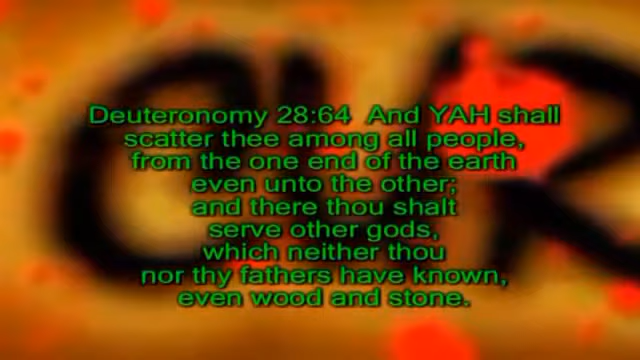 Deuteronomy 28:64 And YAH shall
scatter thee among all people,
from the one end of the earth
even unto the other;
and there thou shalt
serve other gods,
which neither thou
nor thy fathers have known,
even wood and stone.